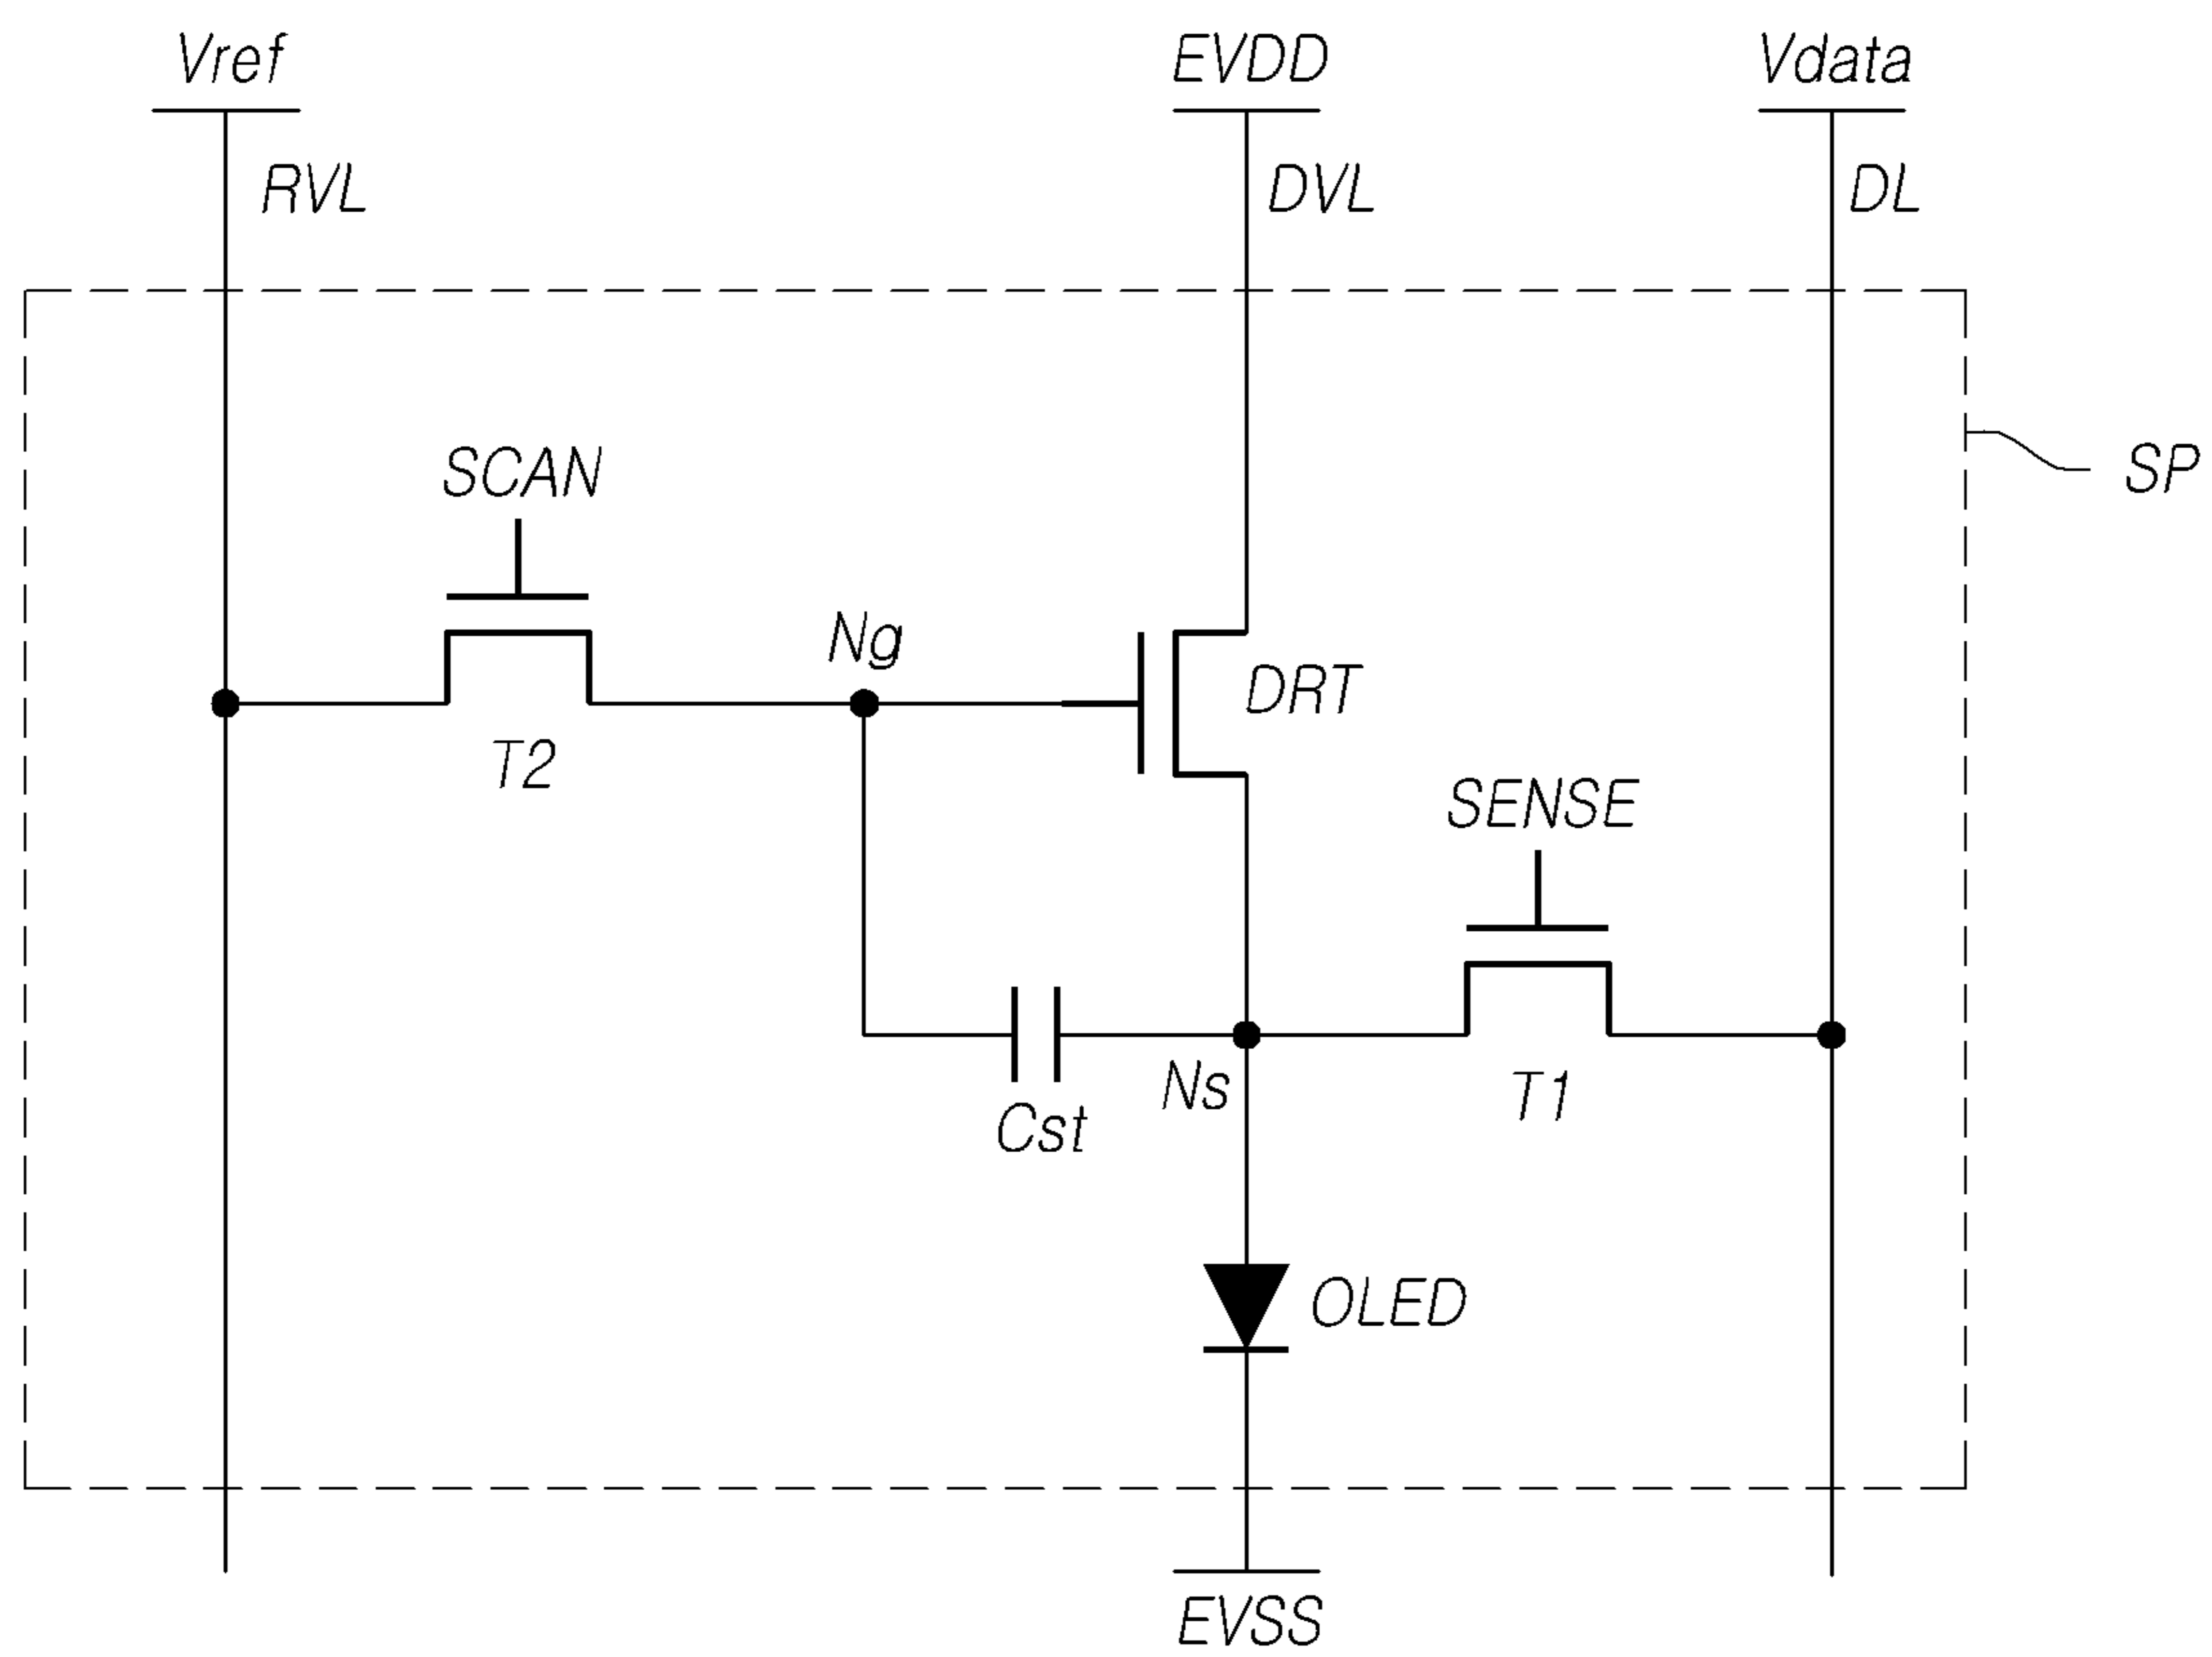 Vref
EVDD
Vdata
RVL
DVL
DL
SCAN
SP
Ng
DRT
T2
SENSE
Ns
T1
Cst
OLED
EVSS